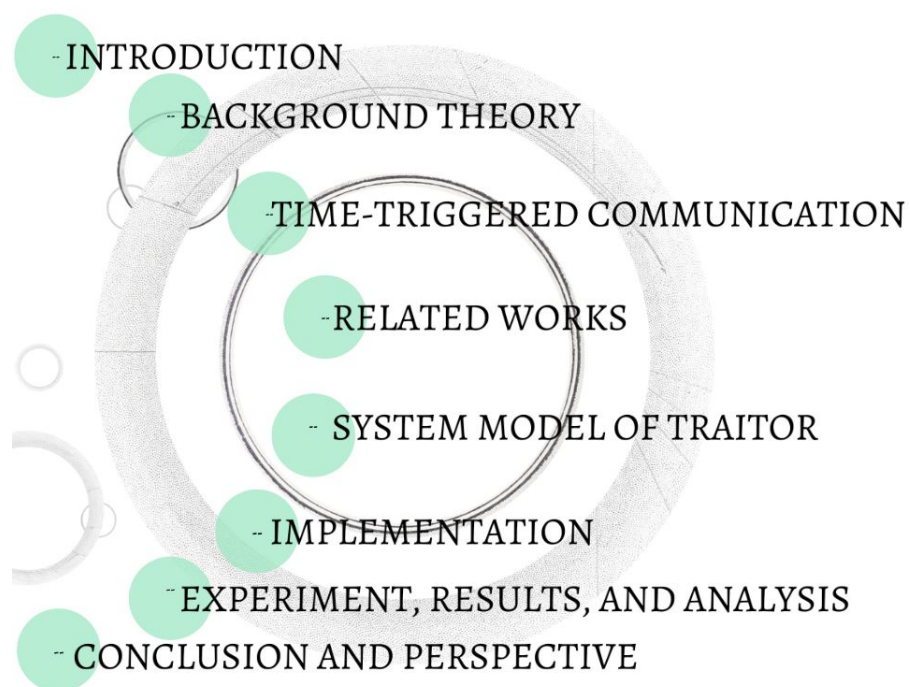 -- INTRODUCTION
-- BACKGROUND THEORY
-- TIME-TRIGGERED COMMUNICATION
-- RELATED WORKS
-- SYSTEM MODEL OF TRAITOR
-- IMPLEMENTATION
-- EXPERIMENT, RESULTS, AND ANALYSIS
-- CONCLUSION AND PERSPECTIVE